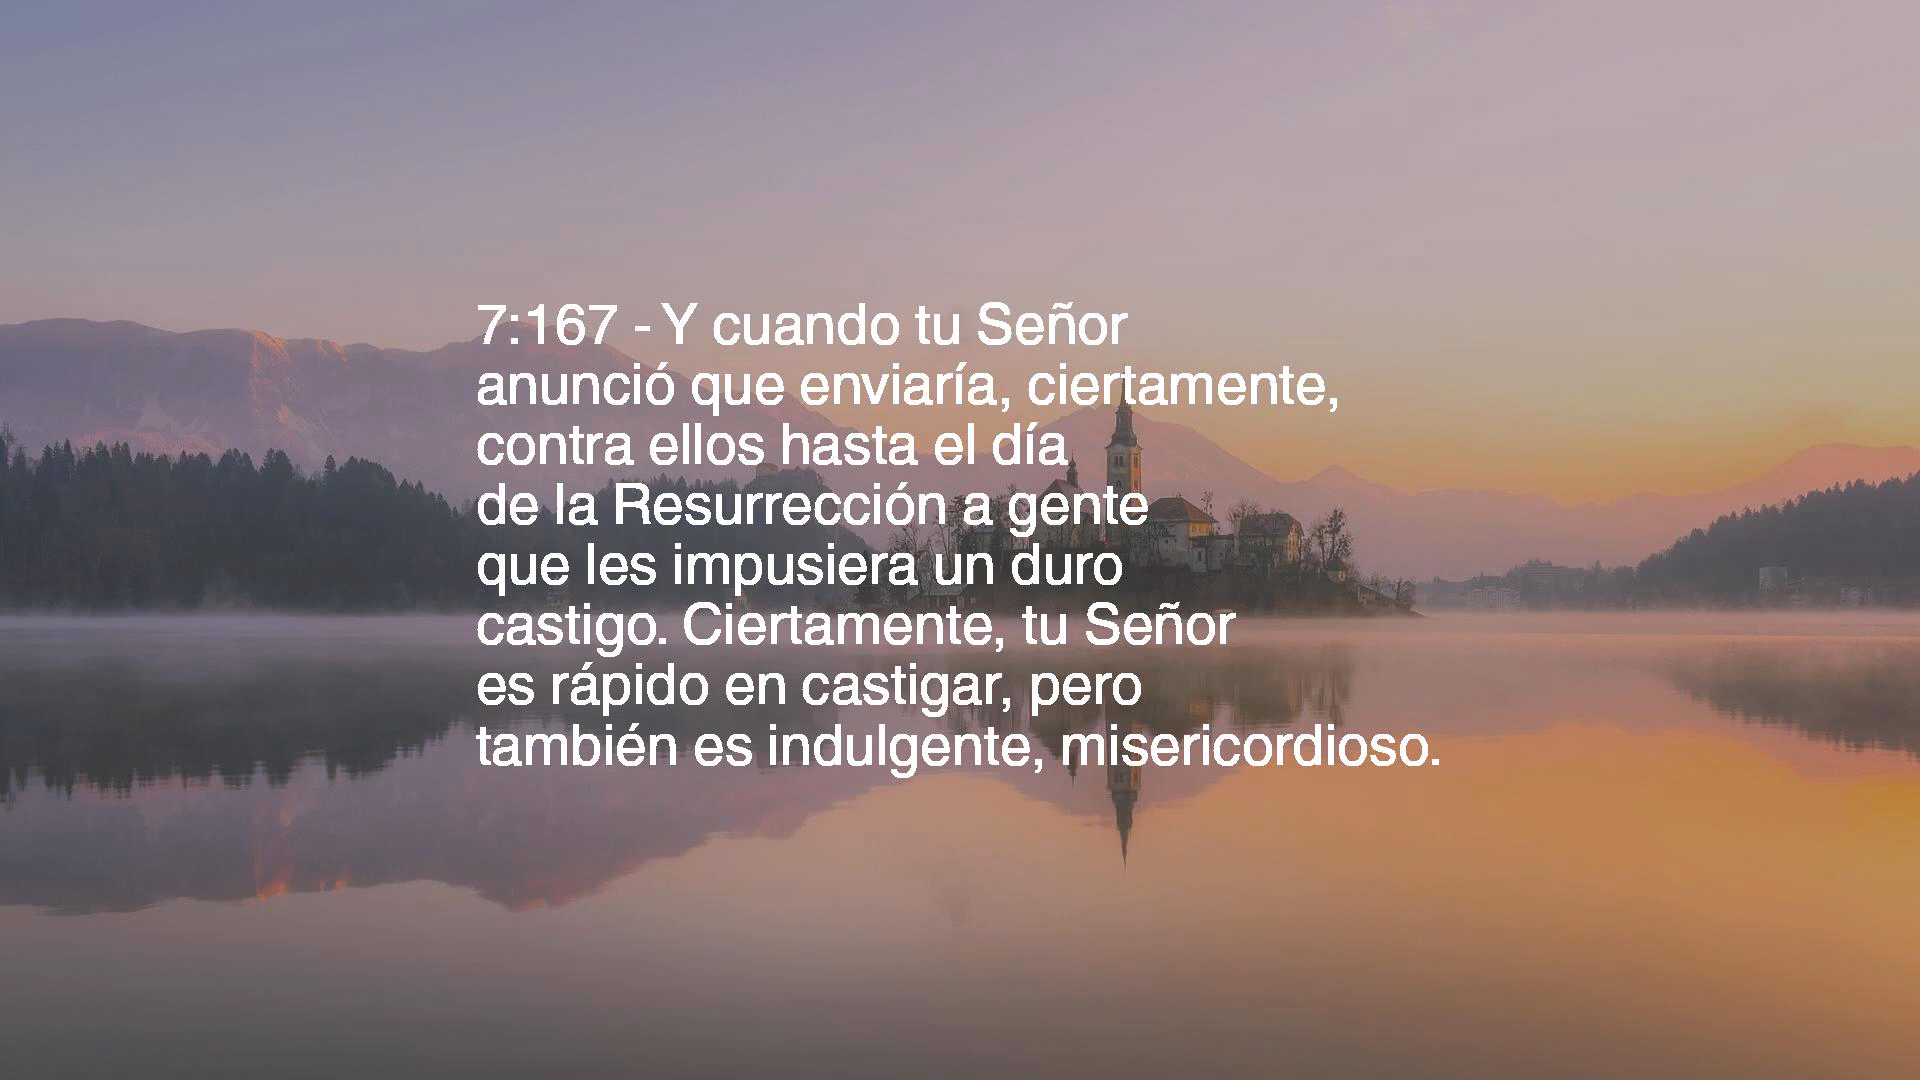 7:167 - Y cuando tu Señor
anunció que enviaría, ciertamente,
contra ellos hasta el día
de la Resurrección a gente
que les impusiera un duro
castigo. Ciertamente, tu Señor
es rápido en castigar, pero
también es indulgente, misericordioso.